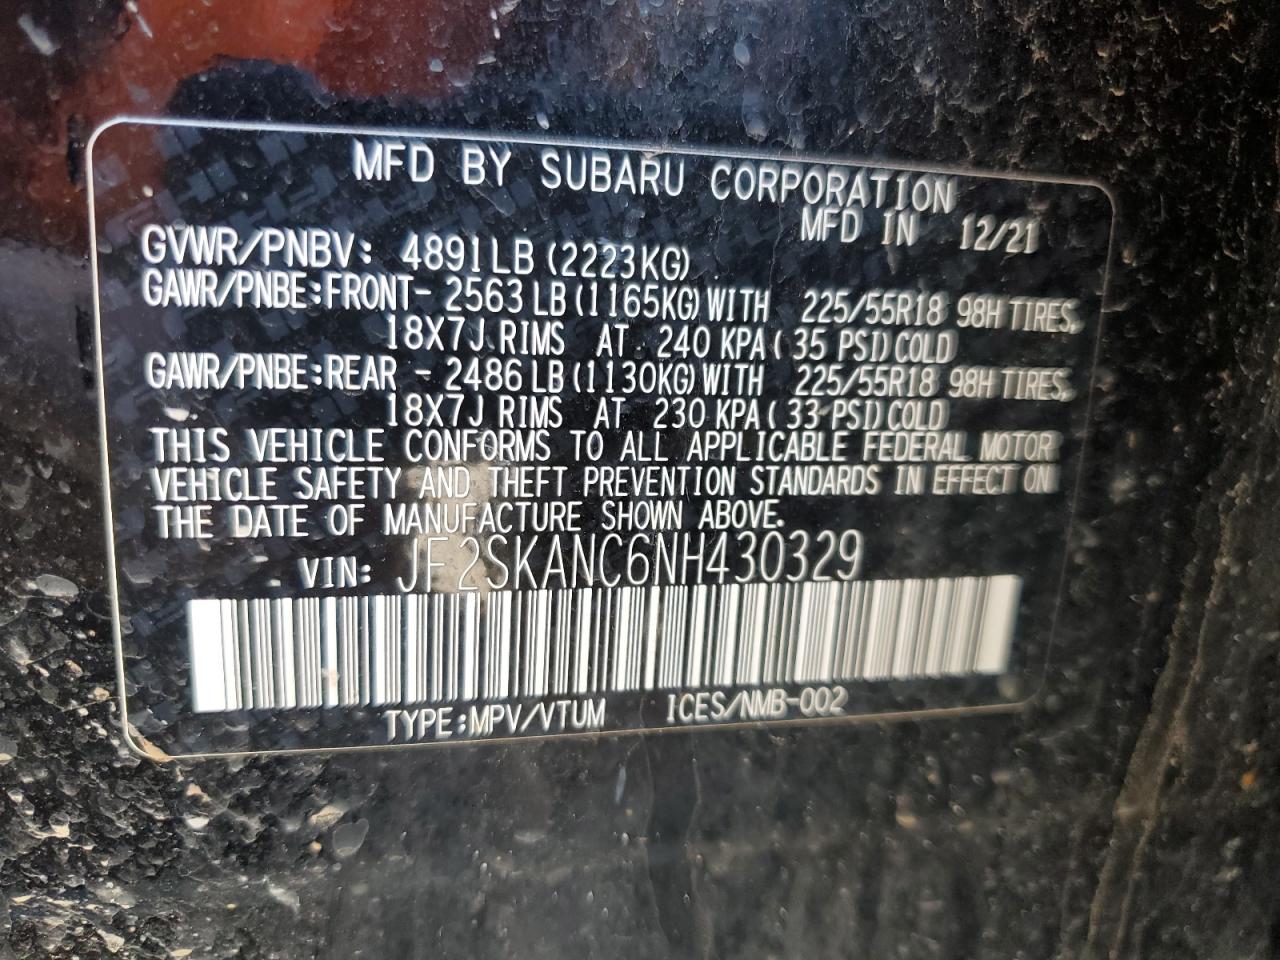 MFD BY SUBARU CORPORATION
MFD IN 12/21
GVWR/PNBV: 4891LB (2223KG)
GAWR/PNBE:FRONT- 2563LB(1165KG)WITH 225/55R18 98H TIRES,
18X7J RIMS AT 240 KPA( 35 PSI)COLD
GAWR/PNBE:REAR - 2486LB(1130KG)WITH 225/55R18 98H TIRES,
18X7J RIMS AT 230 KPA( 33 PSI)COLD
THIS VEHICLE CONFORMS TO ALL APPLICABLE FEDERAL MOTOR
VEHICLE SAFETY AND THEFT PREVENTION STANDARDS IN EFFECT ON
THE DATE OF MANUFACTURE SHOWN ABOVE.
VIN: JF2SKANC6NH430329
TYPE:MPV/VTUM ICES/NMB-002